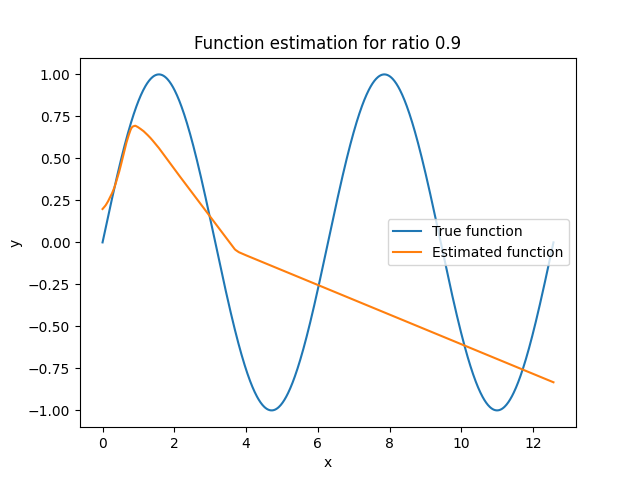 Function estimation for ratio 0.9
1.00
0.75
0.50
0.25
0.00
−0.25
−0.50
−0.75
−1.00
y
True function
Estimated function
0 2 4 6 8 10 12
x